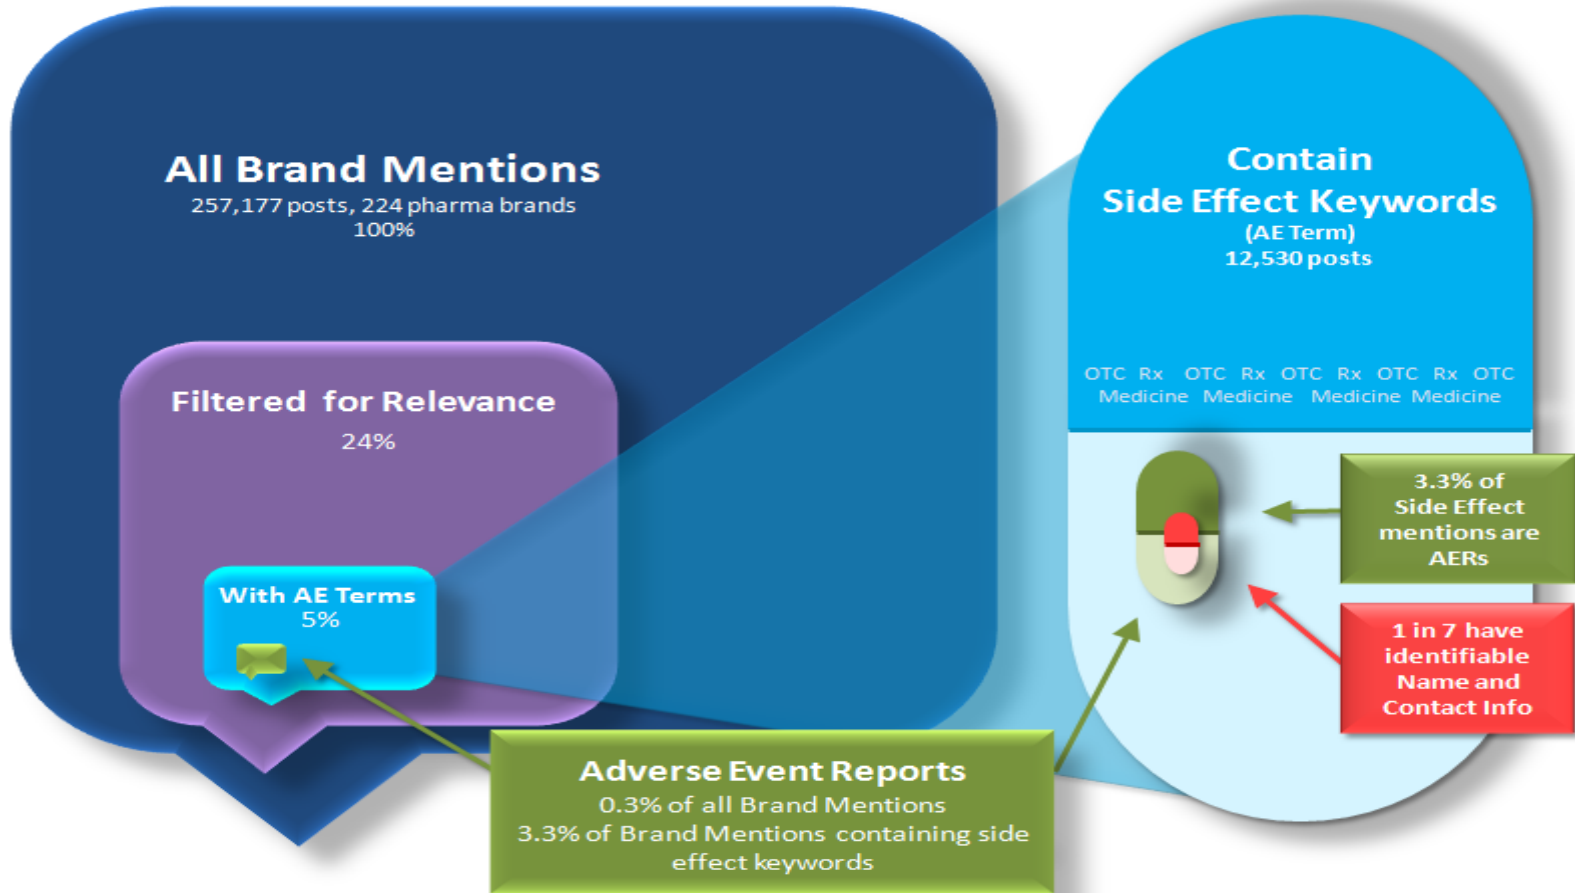 All Brand Mentions
257,177 posts, 224 pharma brands
100%
Filtered for Relevance
24%
With AE Terms
5%
Adverse Event Reports
0.3% of all Brand Mentions
3.3% of Brand Mentions containing side
effect keywords
Contain
Side Effect Keywords
(AE Term)
12,530 posts
OTC Rx OTC Rx OTC Rx OTC Rx OTC
Medicine Medicine Medicine Medicine
3.3% of
Side Effect
mentions are
AERs
1 in 7 have
identifiable
Name and
Contact Info